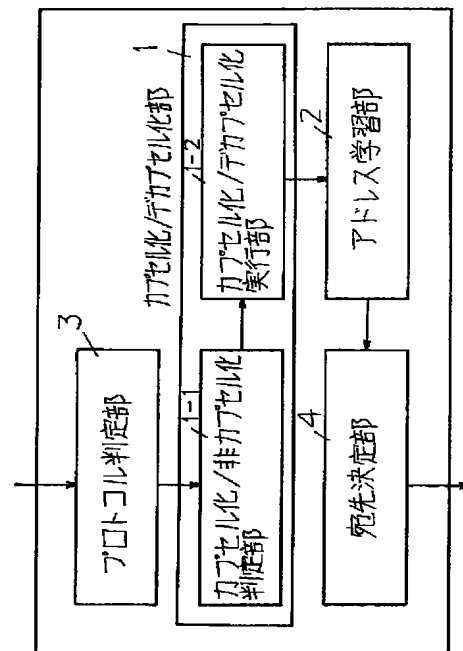 3
プロトコル判定部
カプセル化/デカプセル化部
1
1-1
カプセル化/非カプセル化
判定部
1-2
カプセル化/デカプセル化
実行部
2
アドレス学習部
4
宛先決定部